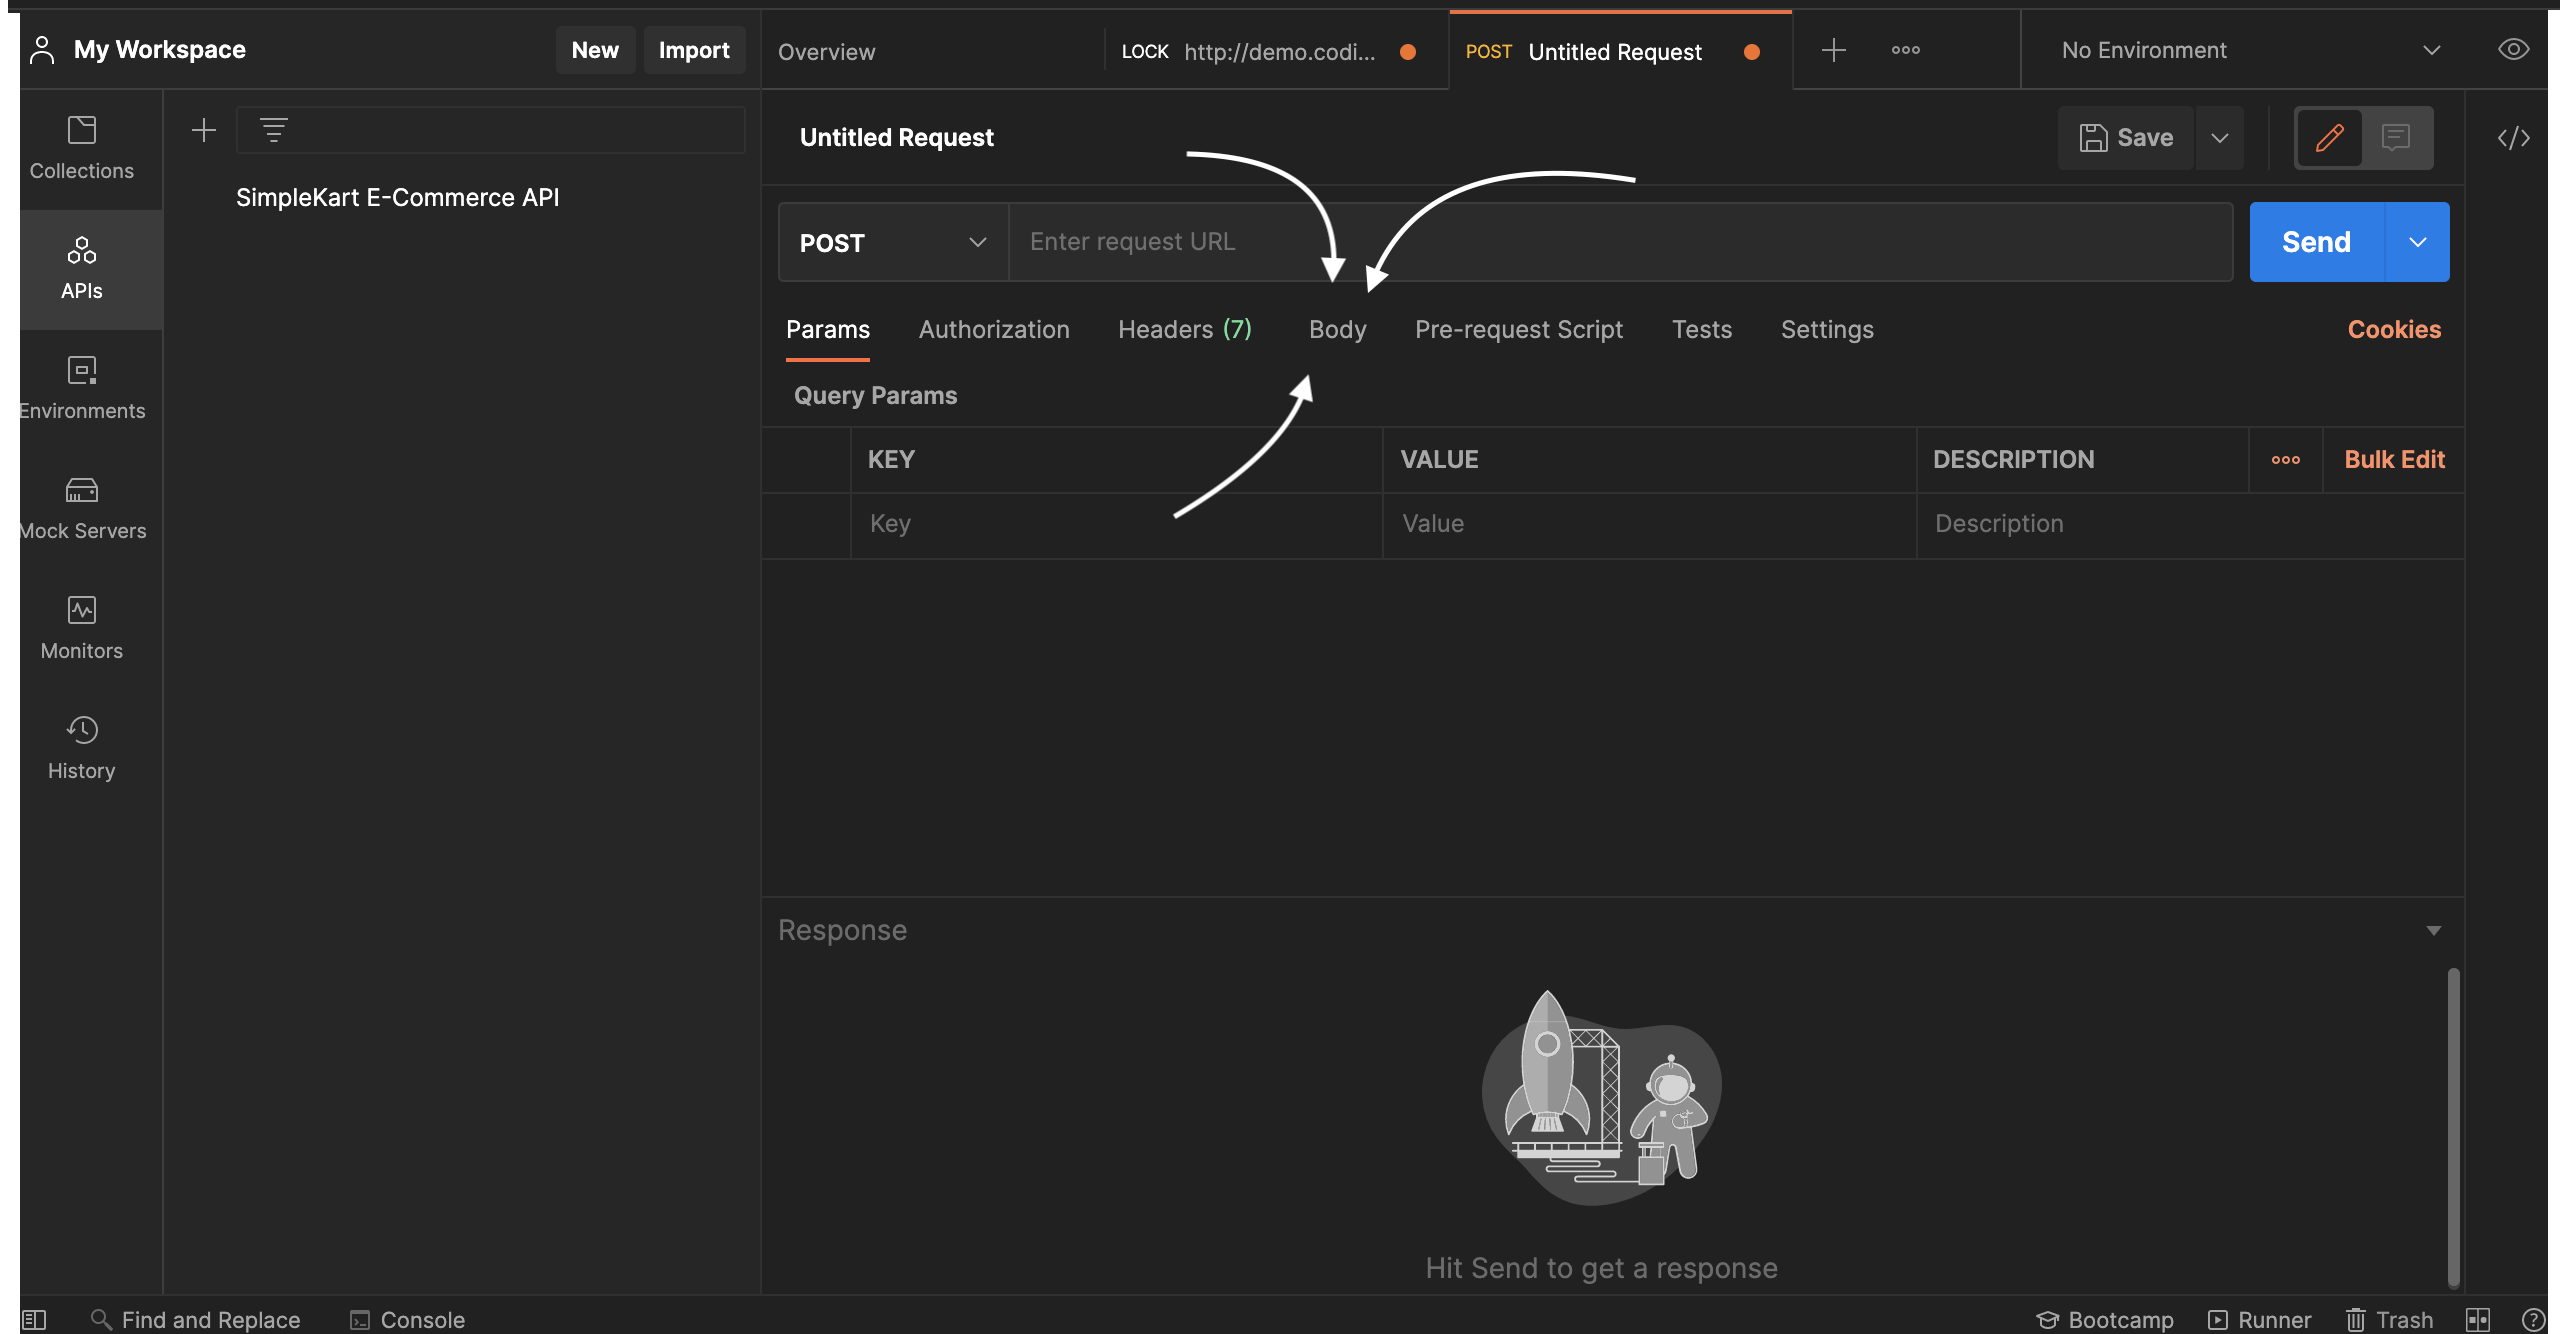 My Workspace
New
Import
Overview
LOCK http://demo.codi...
POST Untitled Request
No Environment
Collections
APIs
Environments
Mock Servers
Monitors
History
SimpleKart E-Commerce API
Untitled Request
Save
POST
Enter request URL
Send
Params Authorization Headers (7) Body Pre-request Script Tests Settings Cookies
Query Params
KEY VALUE DESCRIPTION Bulk Edit
Key Value Description
Response
Hit Send to get a response
Find and Replace Console Bootcamp Runner Trash